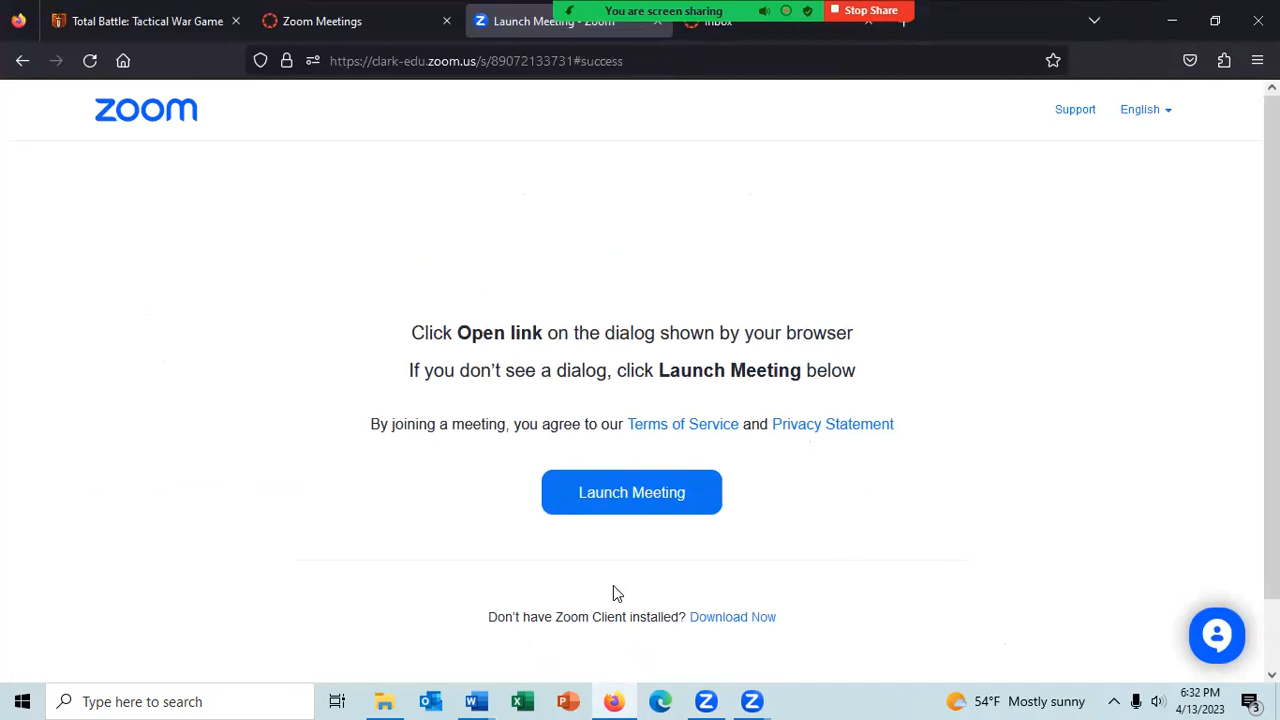 You are screen sharing
Stop Share
Total Battle: Tactical War Game
Zoom Meetings
Launch Meeting - Zoom
Inbox
https://clark-edu.zoom.us/s/89072133731#success
zoom
Support
English
Click Open link on the dialog shown by your browser
If you don't see a dialog, click Launch Meeting below
By joining a meeting, you agree to our Terms of Service and Privacy Statement
Launch Meeting
Don't have Zoom Client installed? Download Now
Type here to search
54°F Mostly sunny
6:32 PM
4/13/2023
3